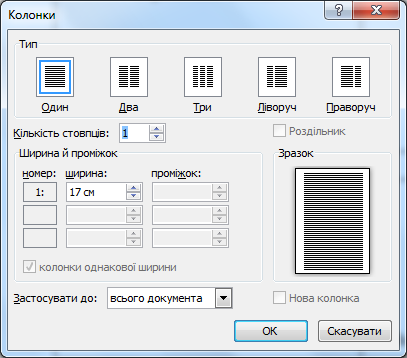 Колонки
Тип
Один Два Три Ліворуч Праворуч
Кількість стовпців: 1 Роздільник
Ширина й проміжок Зразок
номер: ширина: проміжок:
1: 17 см
колонки однакової ширини
Застосувати до: всього документа Нова колонка
ОК Скасувати